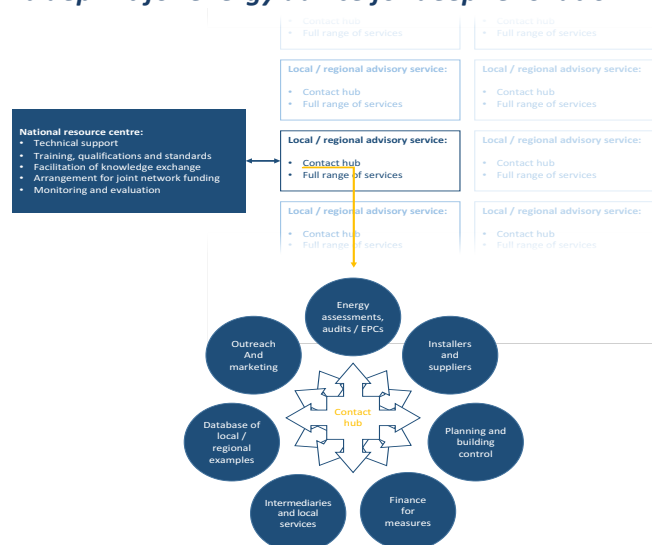 energy advice for deep
• Contact hub
• Full range of services
• Contact hub
• Full range of services
Local / regional advisory service:
• Contact hub
• Full range of services
Local / regional advisory service:
• Contact hub
• Full range of services
National resource centre:
• Technical support
• Training, qualifications and standards
• Facilitation of knowledge exchange
• Arrangement for joint network funding
• Monitoring and evaluation
Local / regional advisory service:
• Contact hub
• Full range of services
Local / regional advisory service:
• Contact hub
• Full range of services
Local / regional advisory service:
• Contact hub
• Full range of services
Local / regional advisory service:
• Contact hub
• Full range of services
Energy
assessments,
audits / EPCs
Outreach
And
marketing
Installers
and
suppliers
Contact
hub
Database of
local /
regional
examples
Planning and
building
control
Intermediaries
and local
services
Finance
for
measures